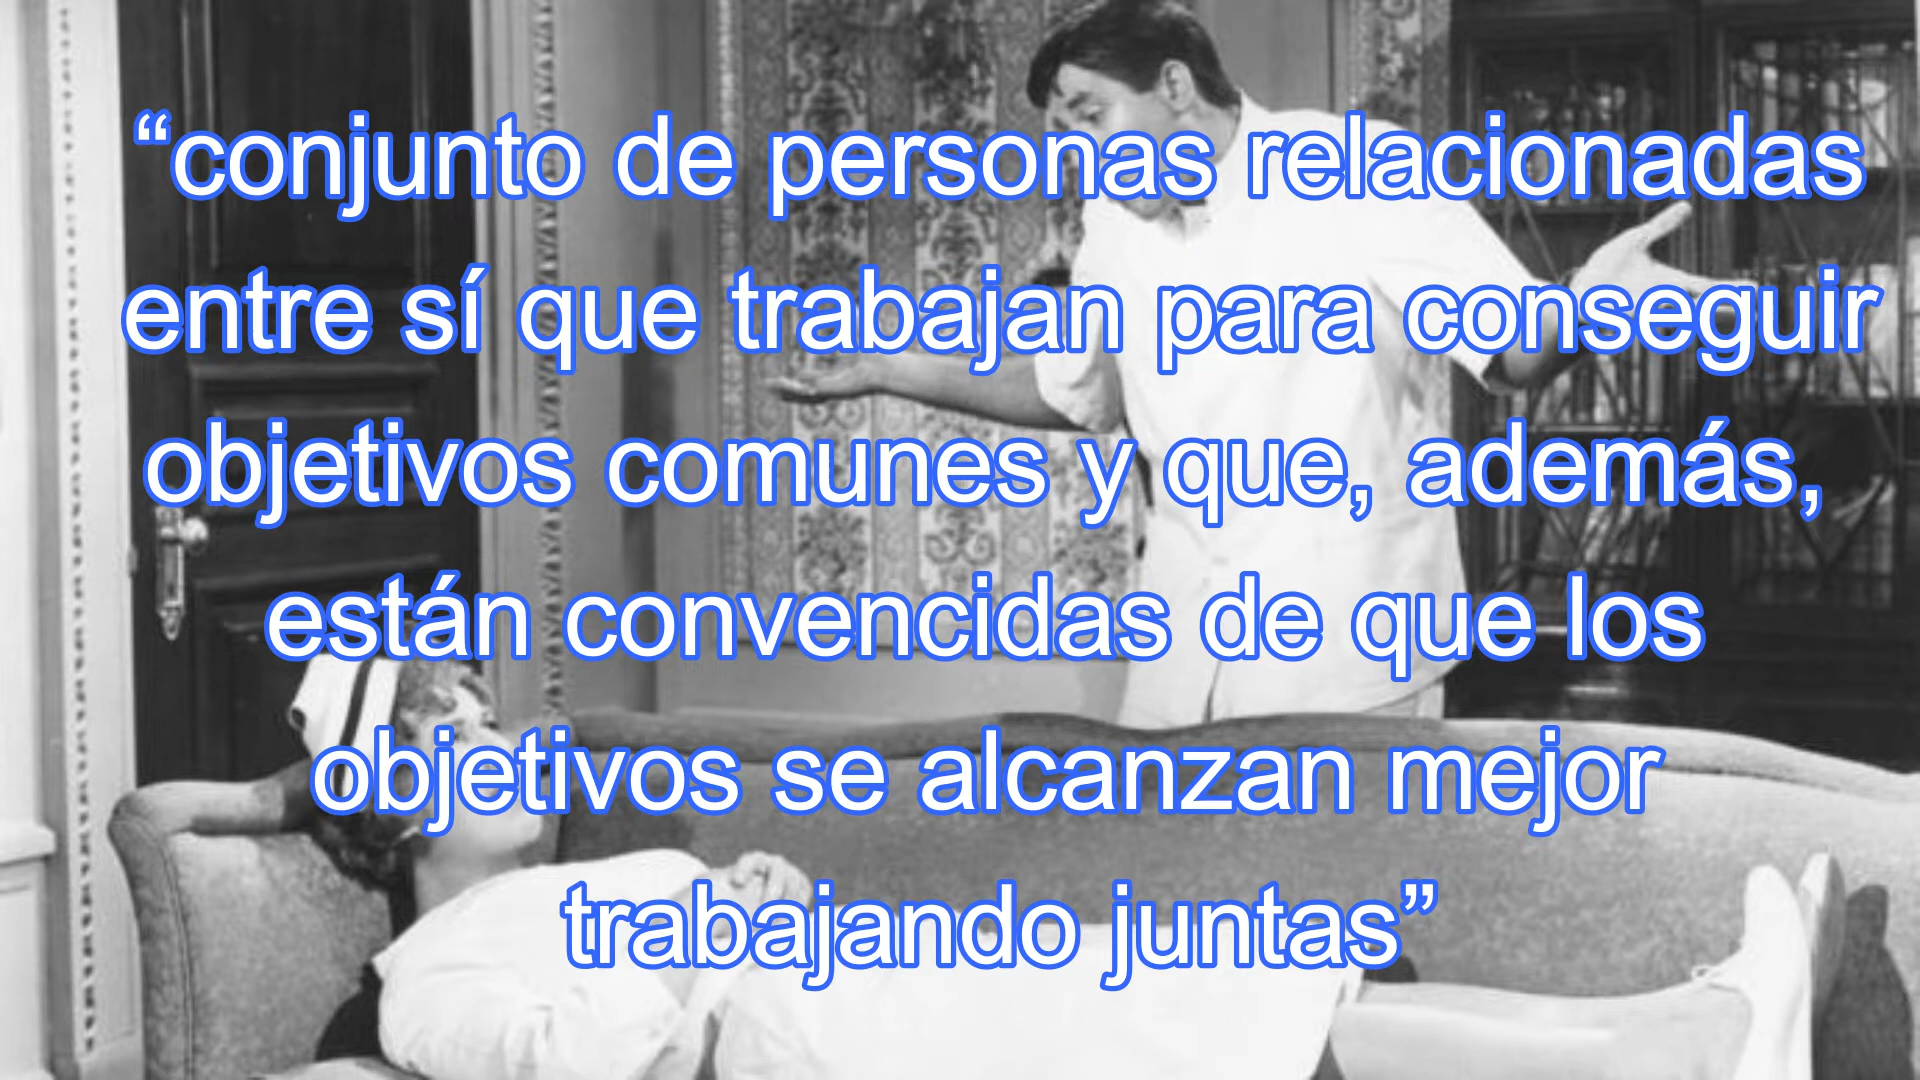 “conjunto de personas relacionadas
entre sí que trabajan para conseguir
objetivos comunes y que, además,
están convencidas de que los
objetivos se alcanzan mejor
trabajando juntas”